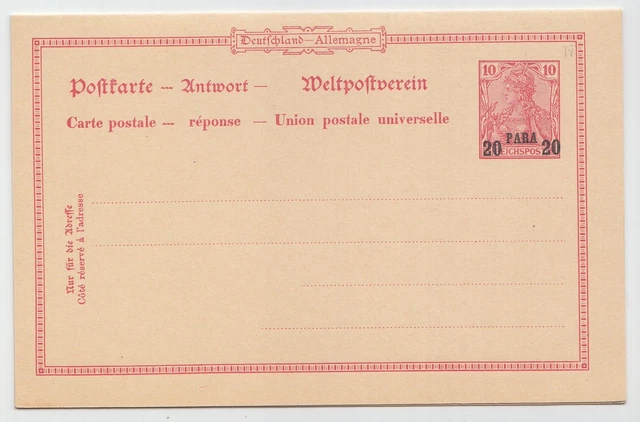 Deutschland—Allemagne
Postkarte — Antwort — Weltpostverein
Carte postale — réponse — Union postale universelle
10 10
20 PARA 20
REICHSPOST
Nur für die Adresse
Côté réservé à l'adresse